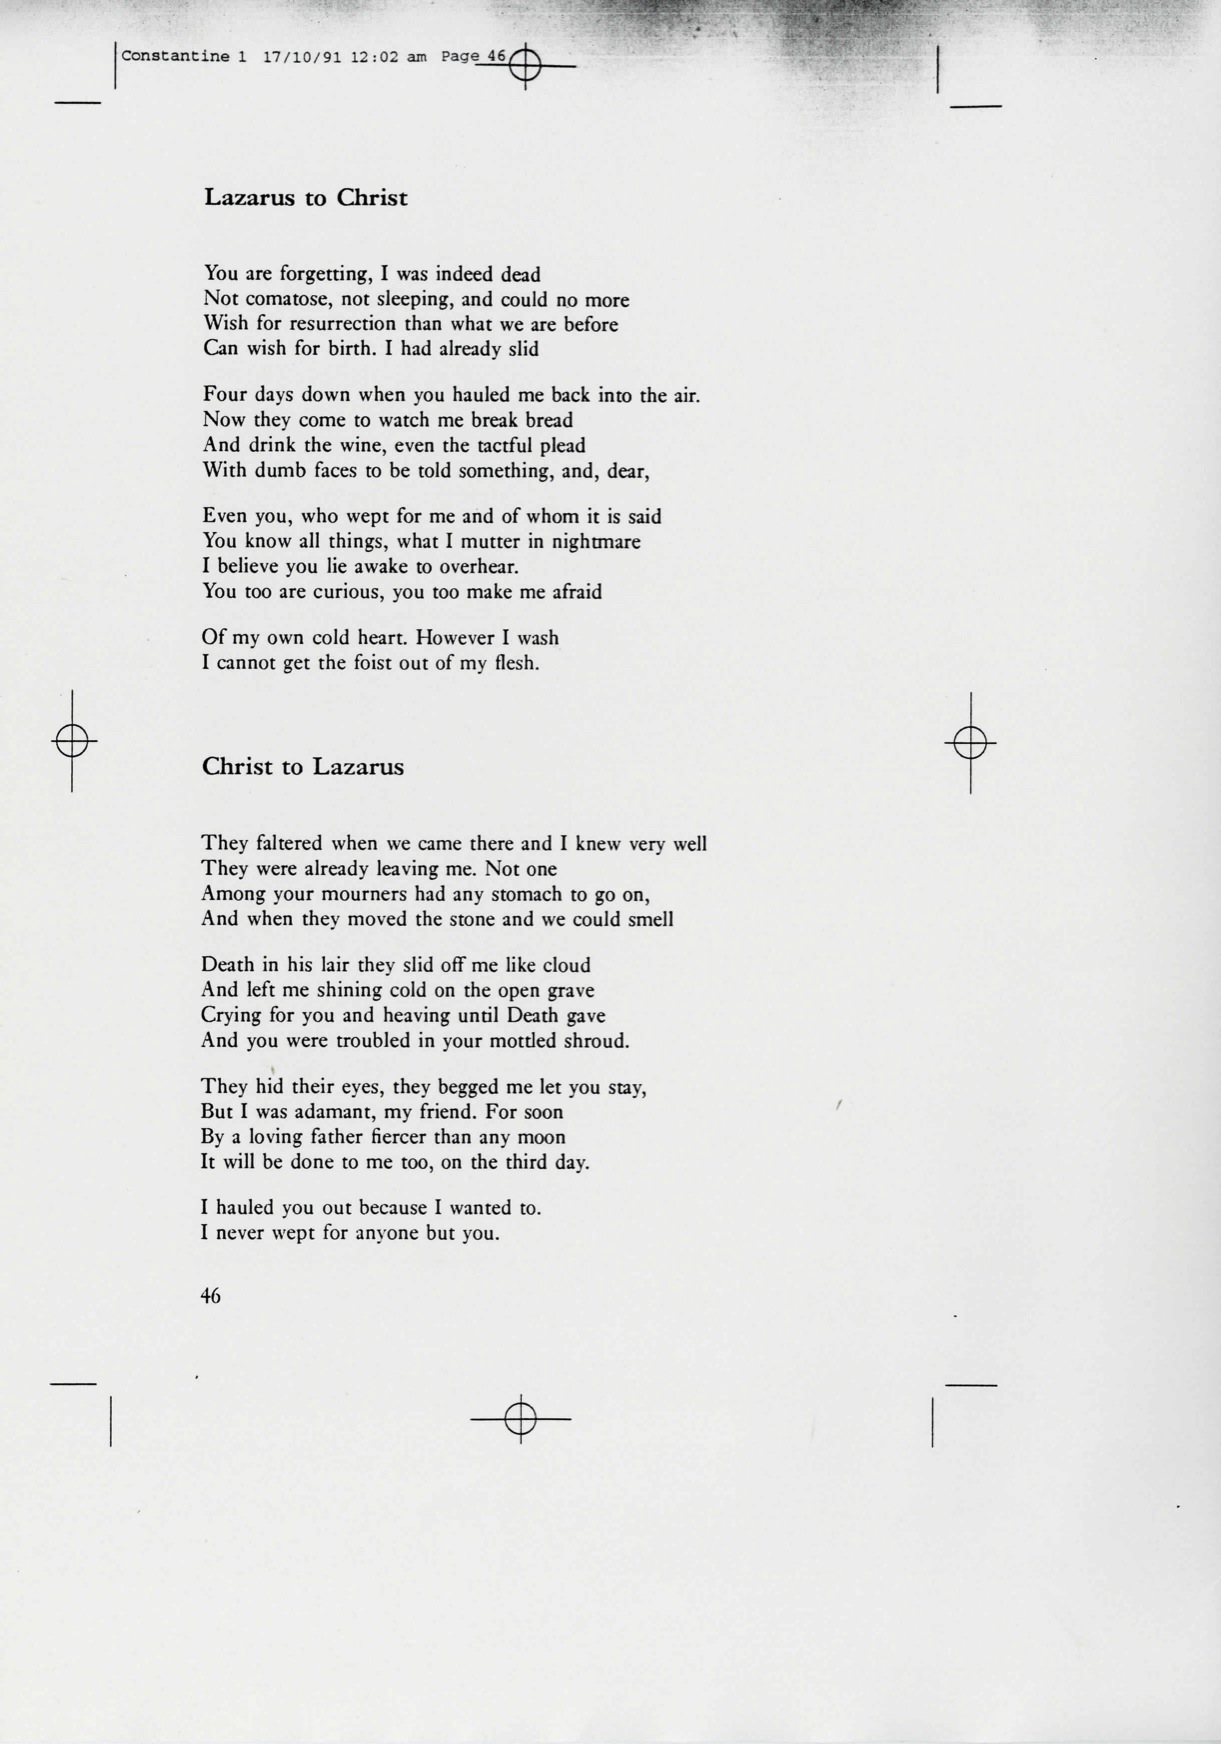 Constantine 1 17/10/91 12:02 am Page 46
Lazarus to Christ
You are forgetting, I was indeed dead
Not comatose, not sleeping, and could no more
Wish for resurrection than what we are before
Can wish for birth. I had already slid
Four days down when you hauled me back into the air.
Now they come to watch me break bread
And drink the wine, even the tactful plead
With dumb faces to be told something, and, dear,
Even you, who wept for me and of whom it is said
You know all things, what I mutter in nightmare
I believe you lie awake to overhear.
You too are curious, you too make me afraid
Of my own cold heart. However I wash
I cannot get the foist out of my flesh.
Christ to Lazarus
They faltered when we came there and I knew very well
They were already leaving me. Not one
Among your mourners had any stomach to go on,
And when they moved the stone and we could smell
Death in his lair they slid off me like cloud
And left me shining cold on the open grave
Crying for you and heaving until Death gave
And you were troubled in your mottled shroud.
They hid their eyes, they begged me let you stay,
But I was adamant, my friend. For soon
By a loving father fiercer than any moon
It will be done to me too, on the third day.
I hauled you out because I wanted to.
I never wept for anyone but you.
46